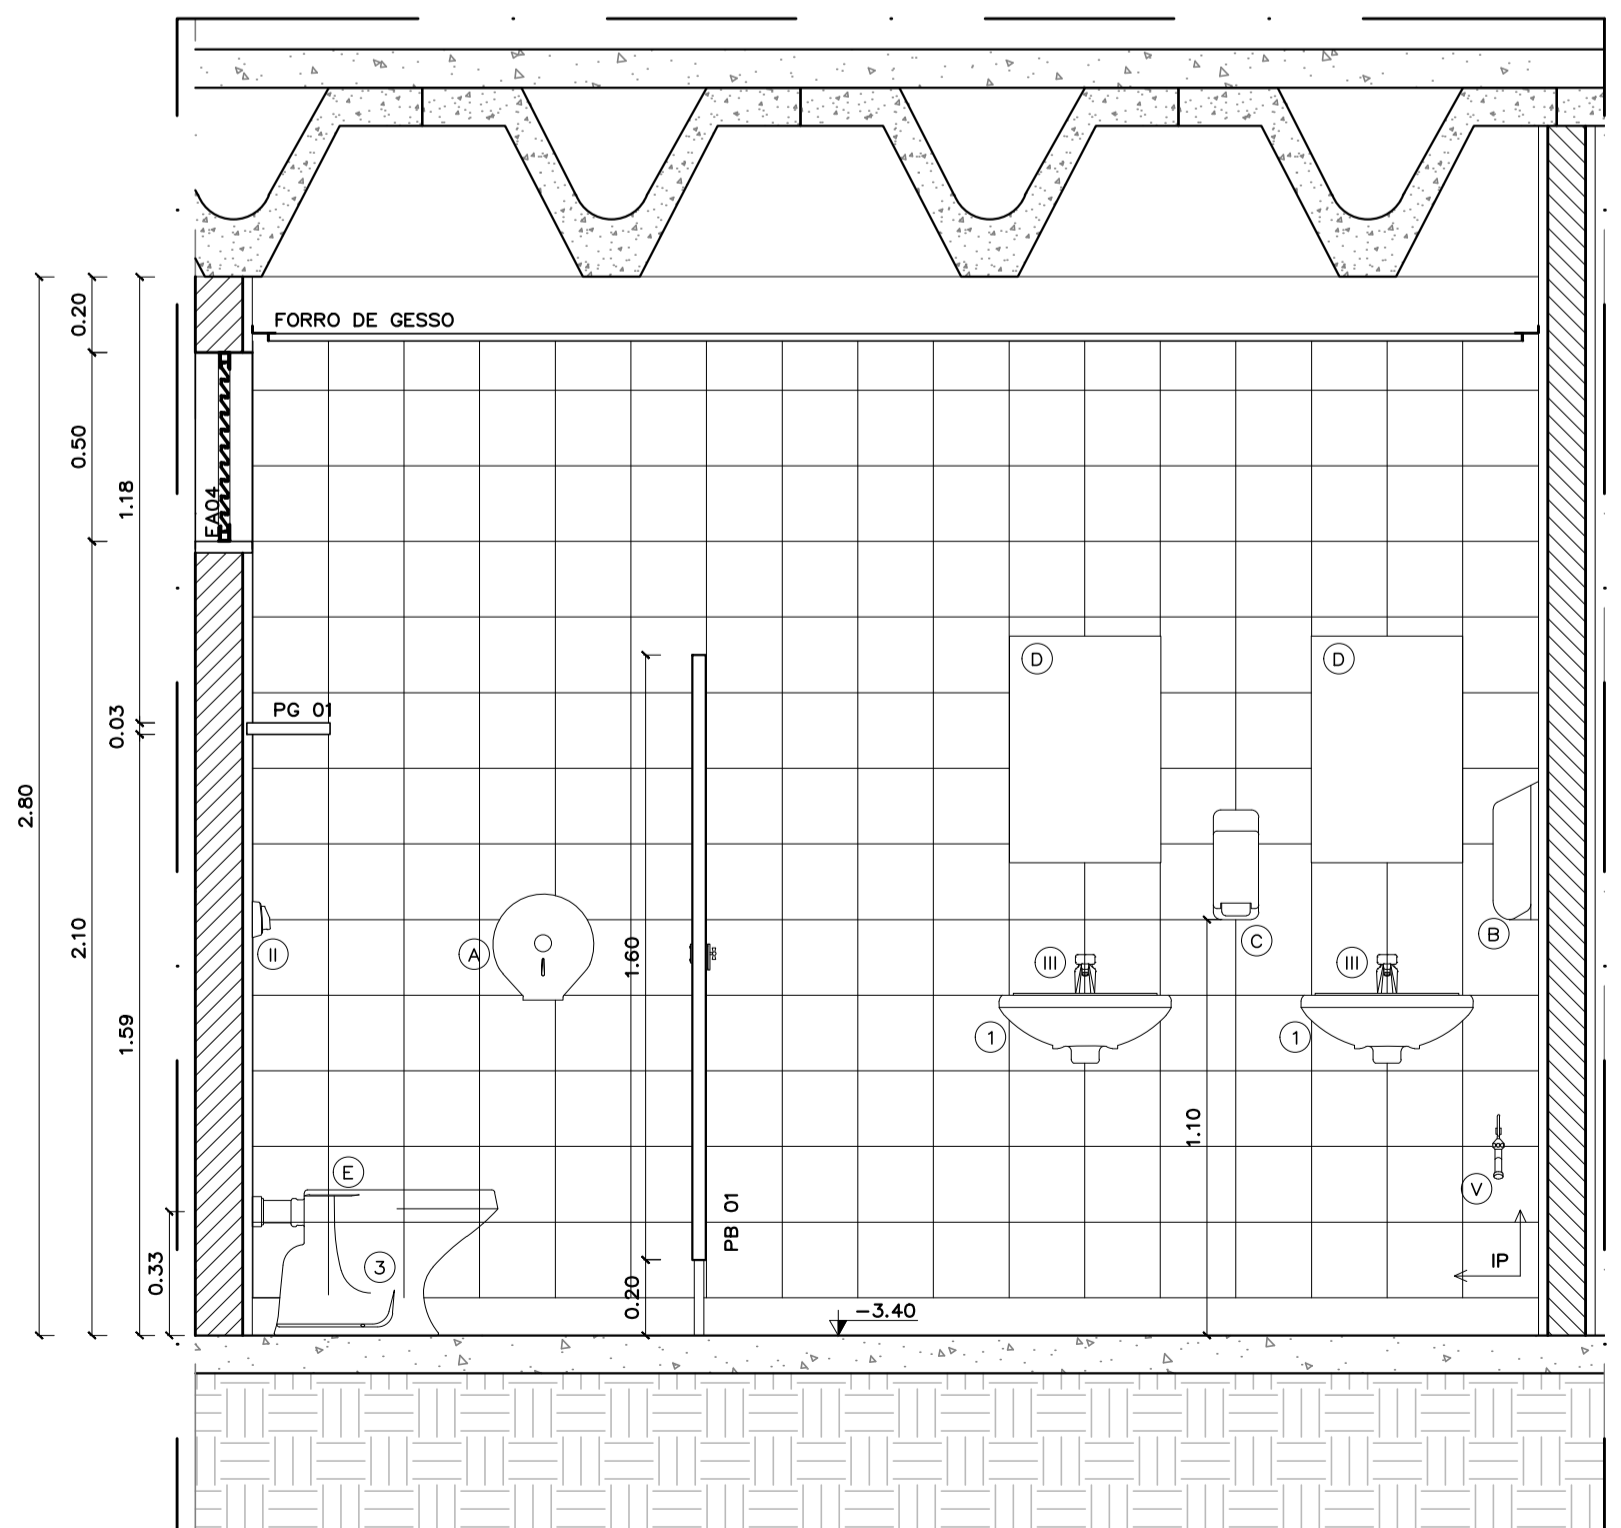 FORRO DE GESSO
0.20
0.50
EA04
1.18
PG 01
0.03
D
D
2.80
2.10
II
A
1.60
III
C
III
B
1
1
1.59
1.10
E
V
PB 01
3
IP
0.33
0.20
-3.40